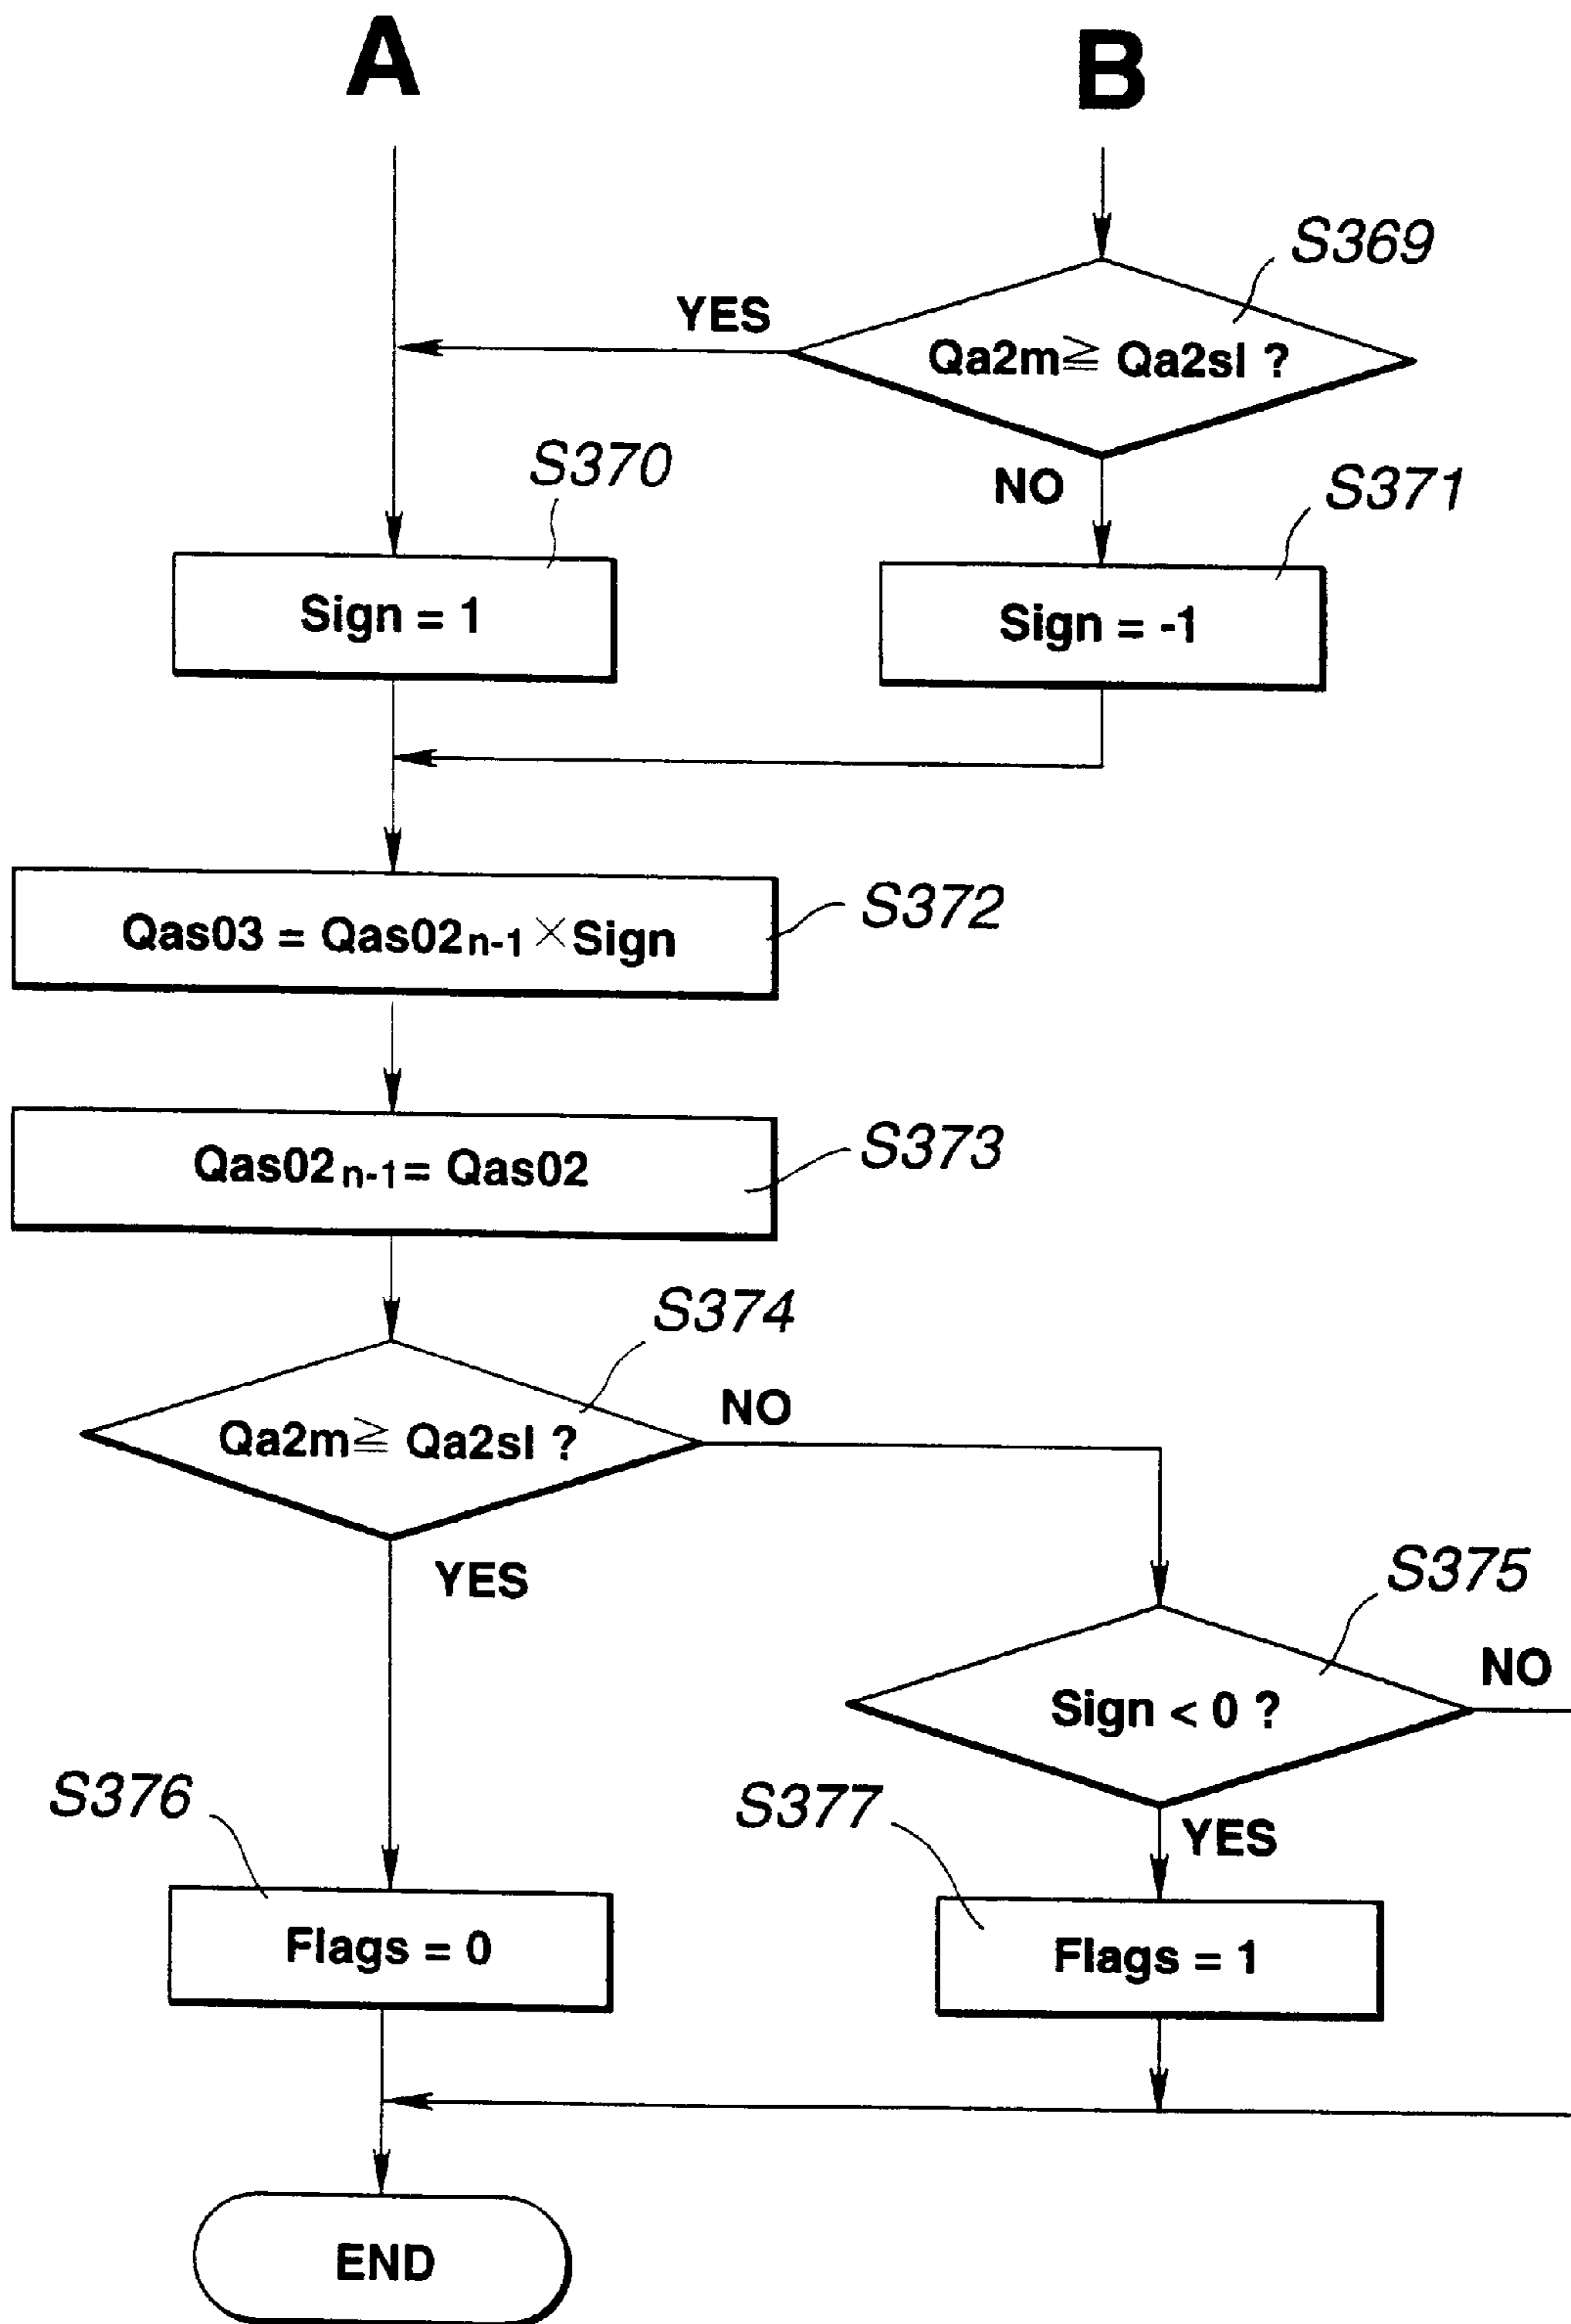 A
B
S369
YES
Qa2m≧ Qa2sl ?
S370
NO
S371
Sign = 1
Sign = -1
Qas03 = Qas02n-1 ×Sign
S372
Qas02n-1= Qas02
S373
S374
Qa2m≧ Qa2sl ?
NO
YES
S375
Sign < 0 ?
NO
S376
S377
YES
Flags = 0
Flags = 1
END